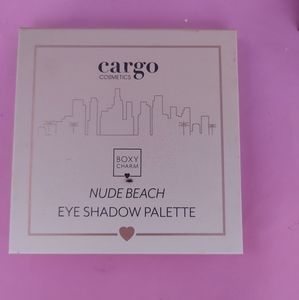 cargo
COSMETICS
BOXY
CHARM
NUDE BEACH
EYE SHADOW PALETTE